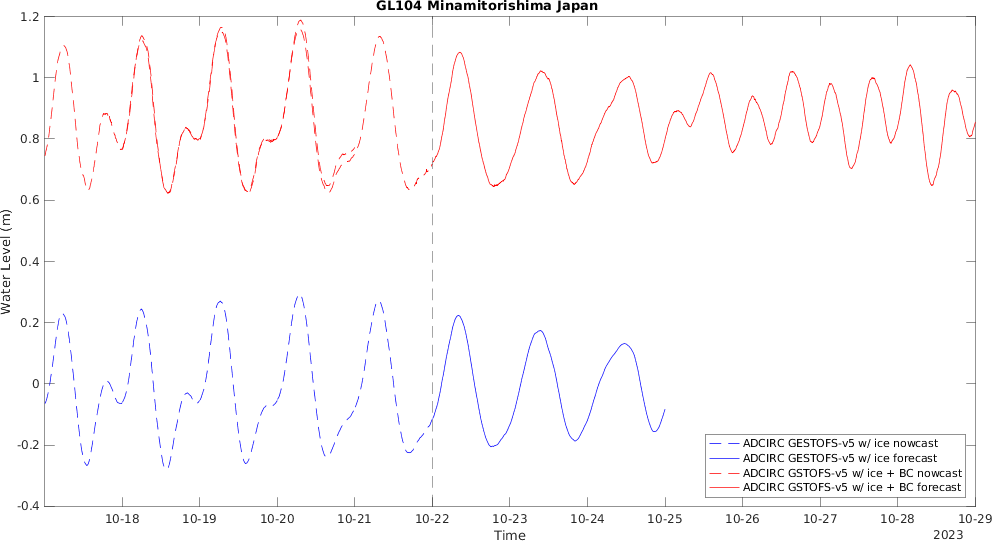 GL104 Minamitorishima Japan
1.2
1
0.8
0.6
0.4
0.2
0
-0.2
-0.4
Water Level (m)
ADCIRC GESTOFS-v5 w/ ice nowcast
ADCIRC GESTOFS-v5 w/ ice forecast
ADCIRC GSTOFS-v5 w/ ice + BC nowcast
ADCIRC GSTOFS-v5 w/ ice + BC forecast
10-18 10-19 10-20 10-21 10-22 10-23 10-24 10-25 10-26 10-27 10-28 10-29
Time
2023